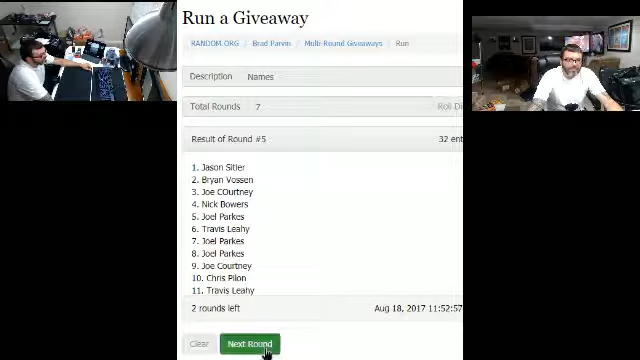 Run a Giveaway
RANDOM.ORG / Brad Parvin / Multi-Round Giveaways / Run
Description Names
Total Rounds 7 Roll Di
Result of Round #5 32 ent
1. Jason Sitler
2. Bryan Vossen
3. Joe COurtney
4. Nick Bowers
5. Joel Parkes
6. Travis Leahy
7. Joel Parkes
8. Joel Parkes
9. Joe Courtney
10. Chris Pilon
11. Travis Leahy
2 rounds left Aug 18, 2017 11:52:57
Clear Next Round